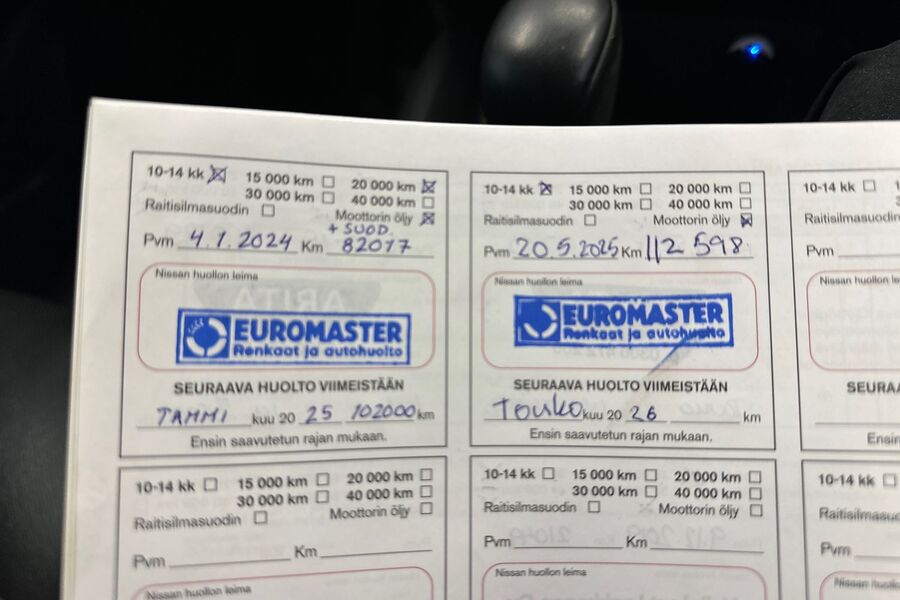 10-14 kk 15 000 km 20 000 km
30 000 km 40 000 km
Raitisilmasuodin Moottorin öljy
+ SUOD.
Pvm 4.1.2024 Km 82017
Nissan huollon leima
EUROMASTER
Renkaat ja autohuolto
SEURAAVA HUOLTO VIIMEISTÄÄN
TAMMI kuu 20 25 102000 km
Ensin saavutetun rajan mukaan.
10-14 kk 15 000 km 20 000 km
30 000 km 40 000 km
Raitisilmasuodin Moottorin öljy
Pvm 20.5.2025 Km 112 598
Nissan huollon leima
EUROMASTER
Renkaat ja autohuolto
SEURAAVA HUOLTO VIIMEISTÄÄN
Touko kuu 20 26 km
Ensin saavutetun rajan mukaan.
10-14 kk
Raitisilmasuodin
Pvm
Nissan huollon le
SEURA
Ensin
10-14 kk 15 000 km 20 000 km
30 000 km 40 000 km
Raitisilmasuodin Moottorin öljy
Pvm Km
Nissan huollon leima
10-14 kk 15 000 km 20 000 km
30 000 km 40 000 km
Raitisilmasuodin Moottorin öljy
Pvm Km
Nissan huollon leima
10-14 kk
Raitisilmasuo
Pvm
Nissan huollon